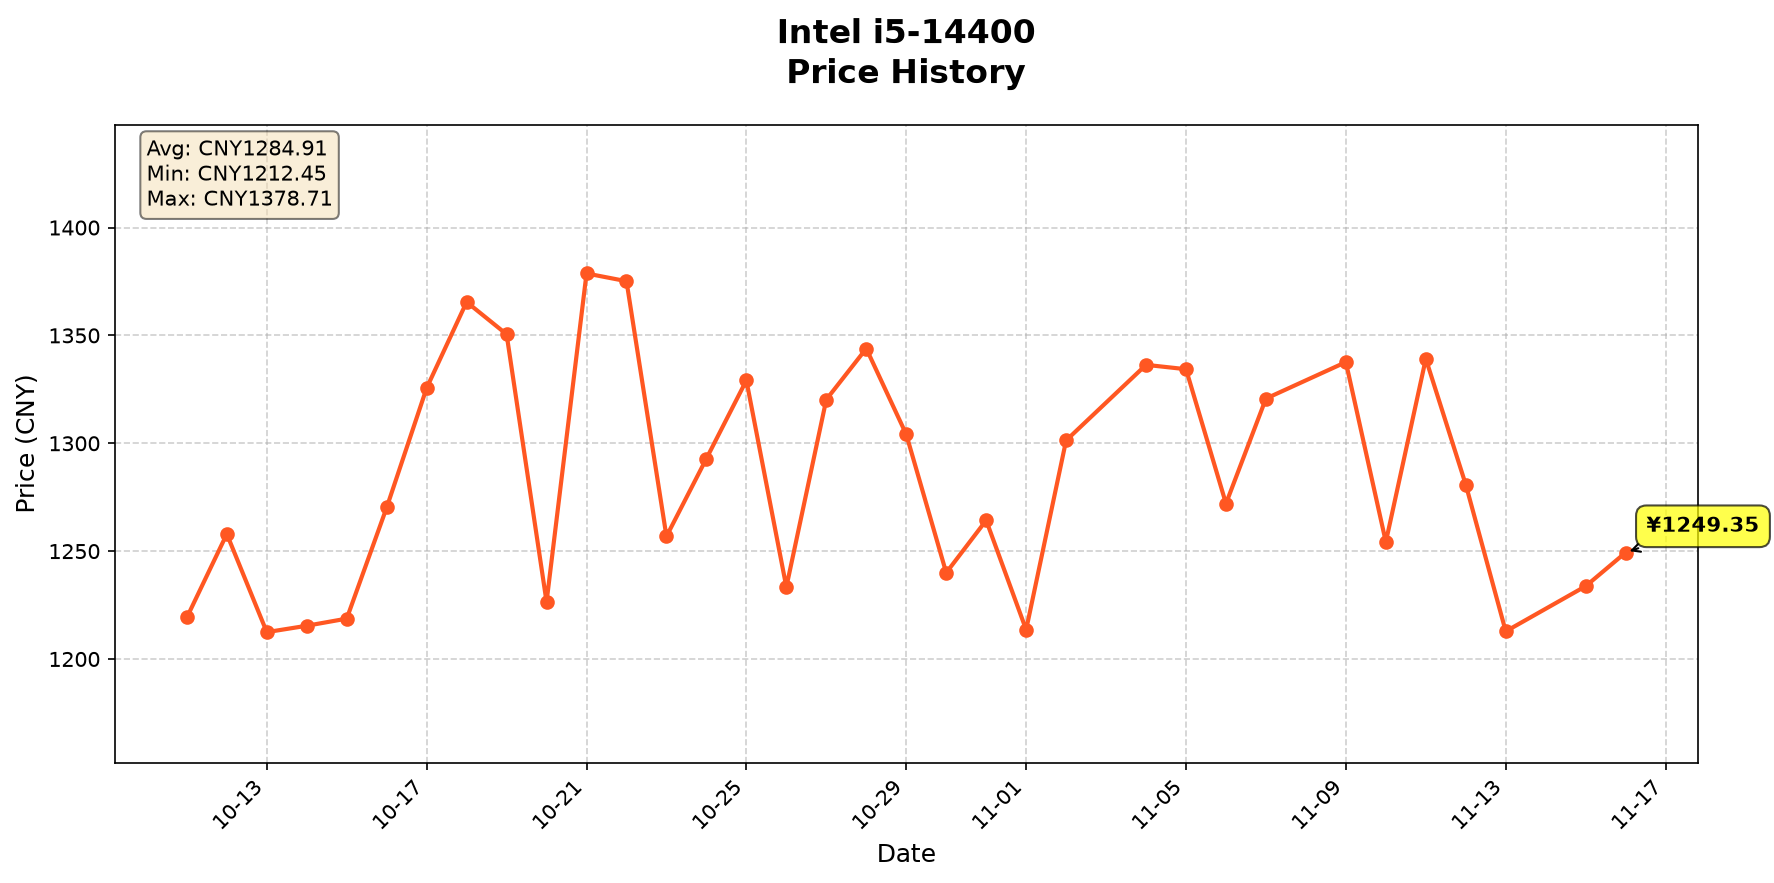 Intel i5-14400
Price History
Avg: CNY1284.91
Min: CNY1212.45
Max: CNY1378.71
1400
1350
1300
1250
1200
Price (CNY)
¥1249.35
10-13
10-17
10-21
10-25
10-29
11-01
11-05
11-09
11-13
11-17
Date